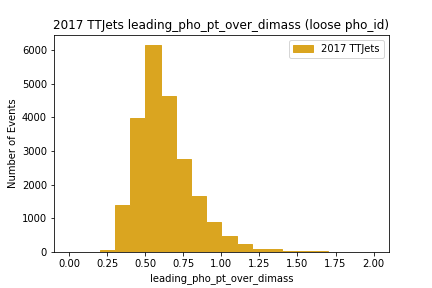 2017 TTJets leading_pho_pt_over_dimass (loose pho_id)
2017 TTJets
Number of Events
6000
5000
4000
3000
2000
1000
0
0.00 0.25 0.50 0.75 1.00 1.25 1.50 1.75 2.00
leading_pho_pt_over_dimass